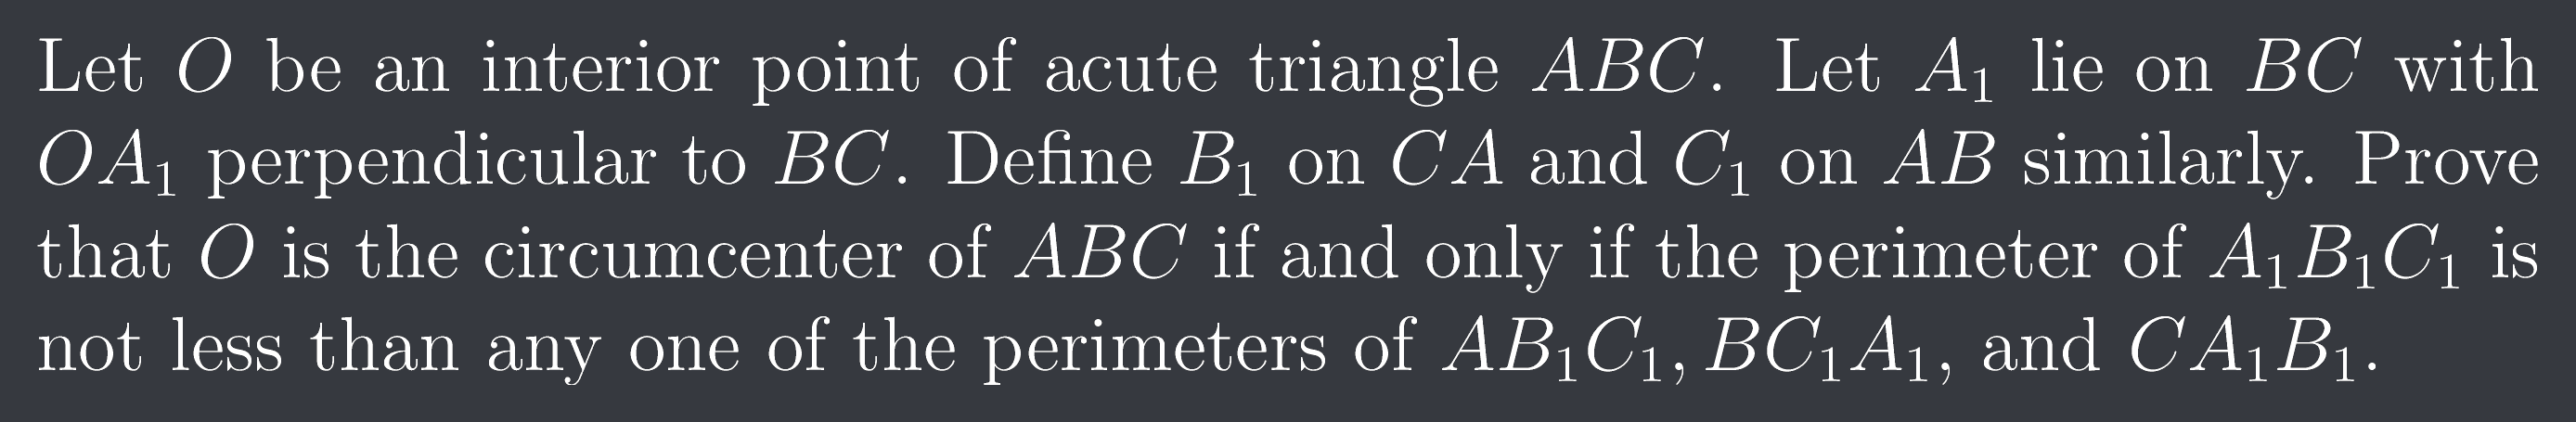 Let O be an interior point of acute triangle ABC. Let A₁ lie on BC with
OA₁ perpendicular to BC. Define B₁ on CA and C₁ on AB similarly. Prove
that O is the circumcenter of ABC if and only if the perimeter of A₁B₁C₁ is
not less than any one of the perimeters of AB₁C₁, BC₁A₁, and CA₁B₁.